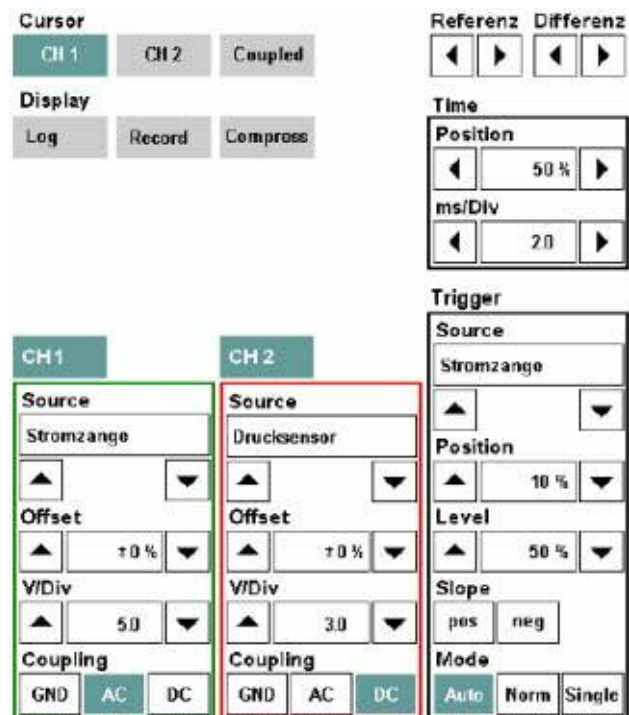 Cursor
CH 1 CH 2 Coupled
Display
Log Record Compress
Referenz Differenz
Time
Position
50 %
ms/Div
2.0
CH 1
Source
Stromzange
Offset
±0 %
V/Div
5.0
Coupling
GND AC DC
CH 2
Source
Drucksensor
Offset
±0 %
V/Div
3.0
Coupling
GND AC DC
Trigger
Source
Stromzange
Position
10 %
Level
50 %
Slope
pos neg
Mode
Auto Norm Single